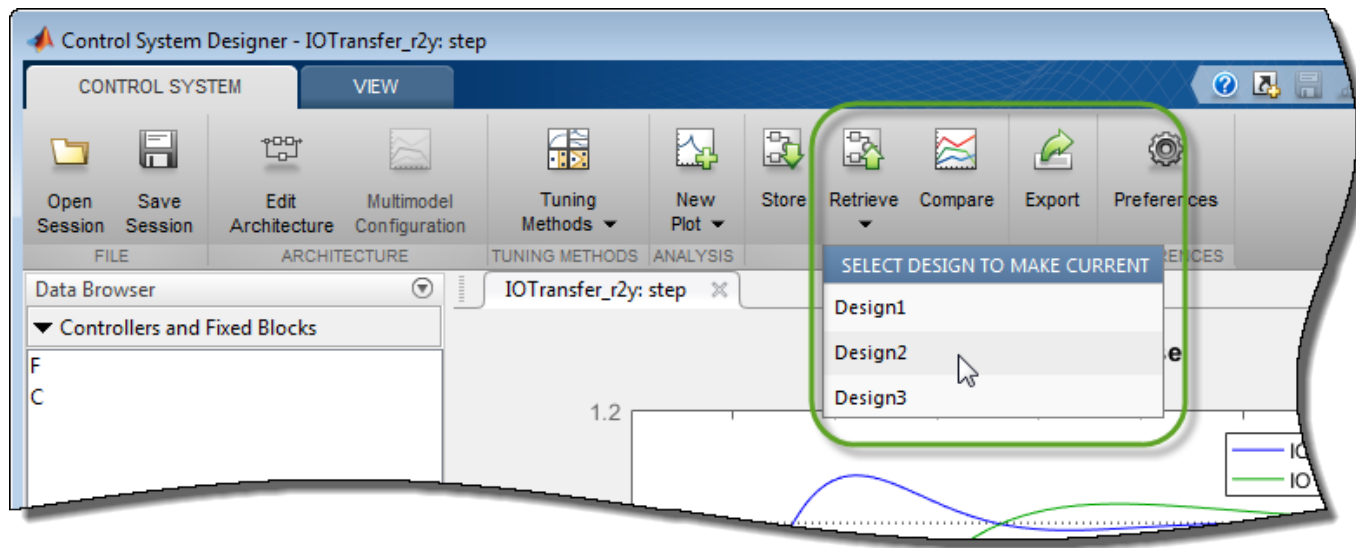 Control System Designer - IOTransfer_r2y: step
CONTROL SYSTEM VIEW
Open Session
Save Session
Edit Architecture
Multimodel Configuration
Tuning Methods
New Plot
Store
Retrieve
Compare
Export
Preferences
FILE
ARCHITECTURE
TUNING METHODS
ANALYSIS
ENCES
SELECT DESIGN TO MAKE CURRENT
Design1
Design2
Design3
Data Browser
Controllers and Fixed Blocks
F
C
IOTransfer_r2y: step
e
1.2
IO